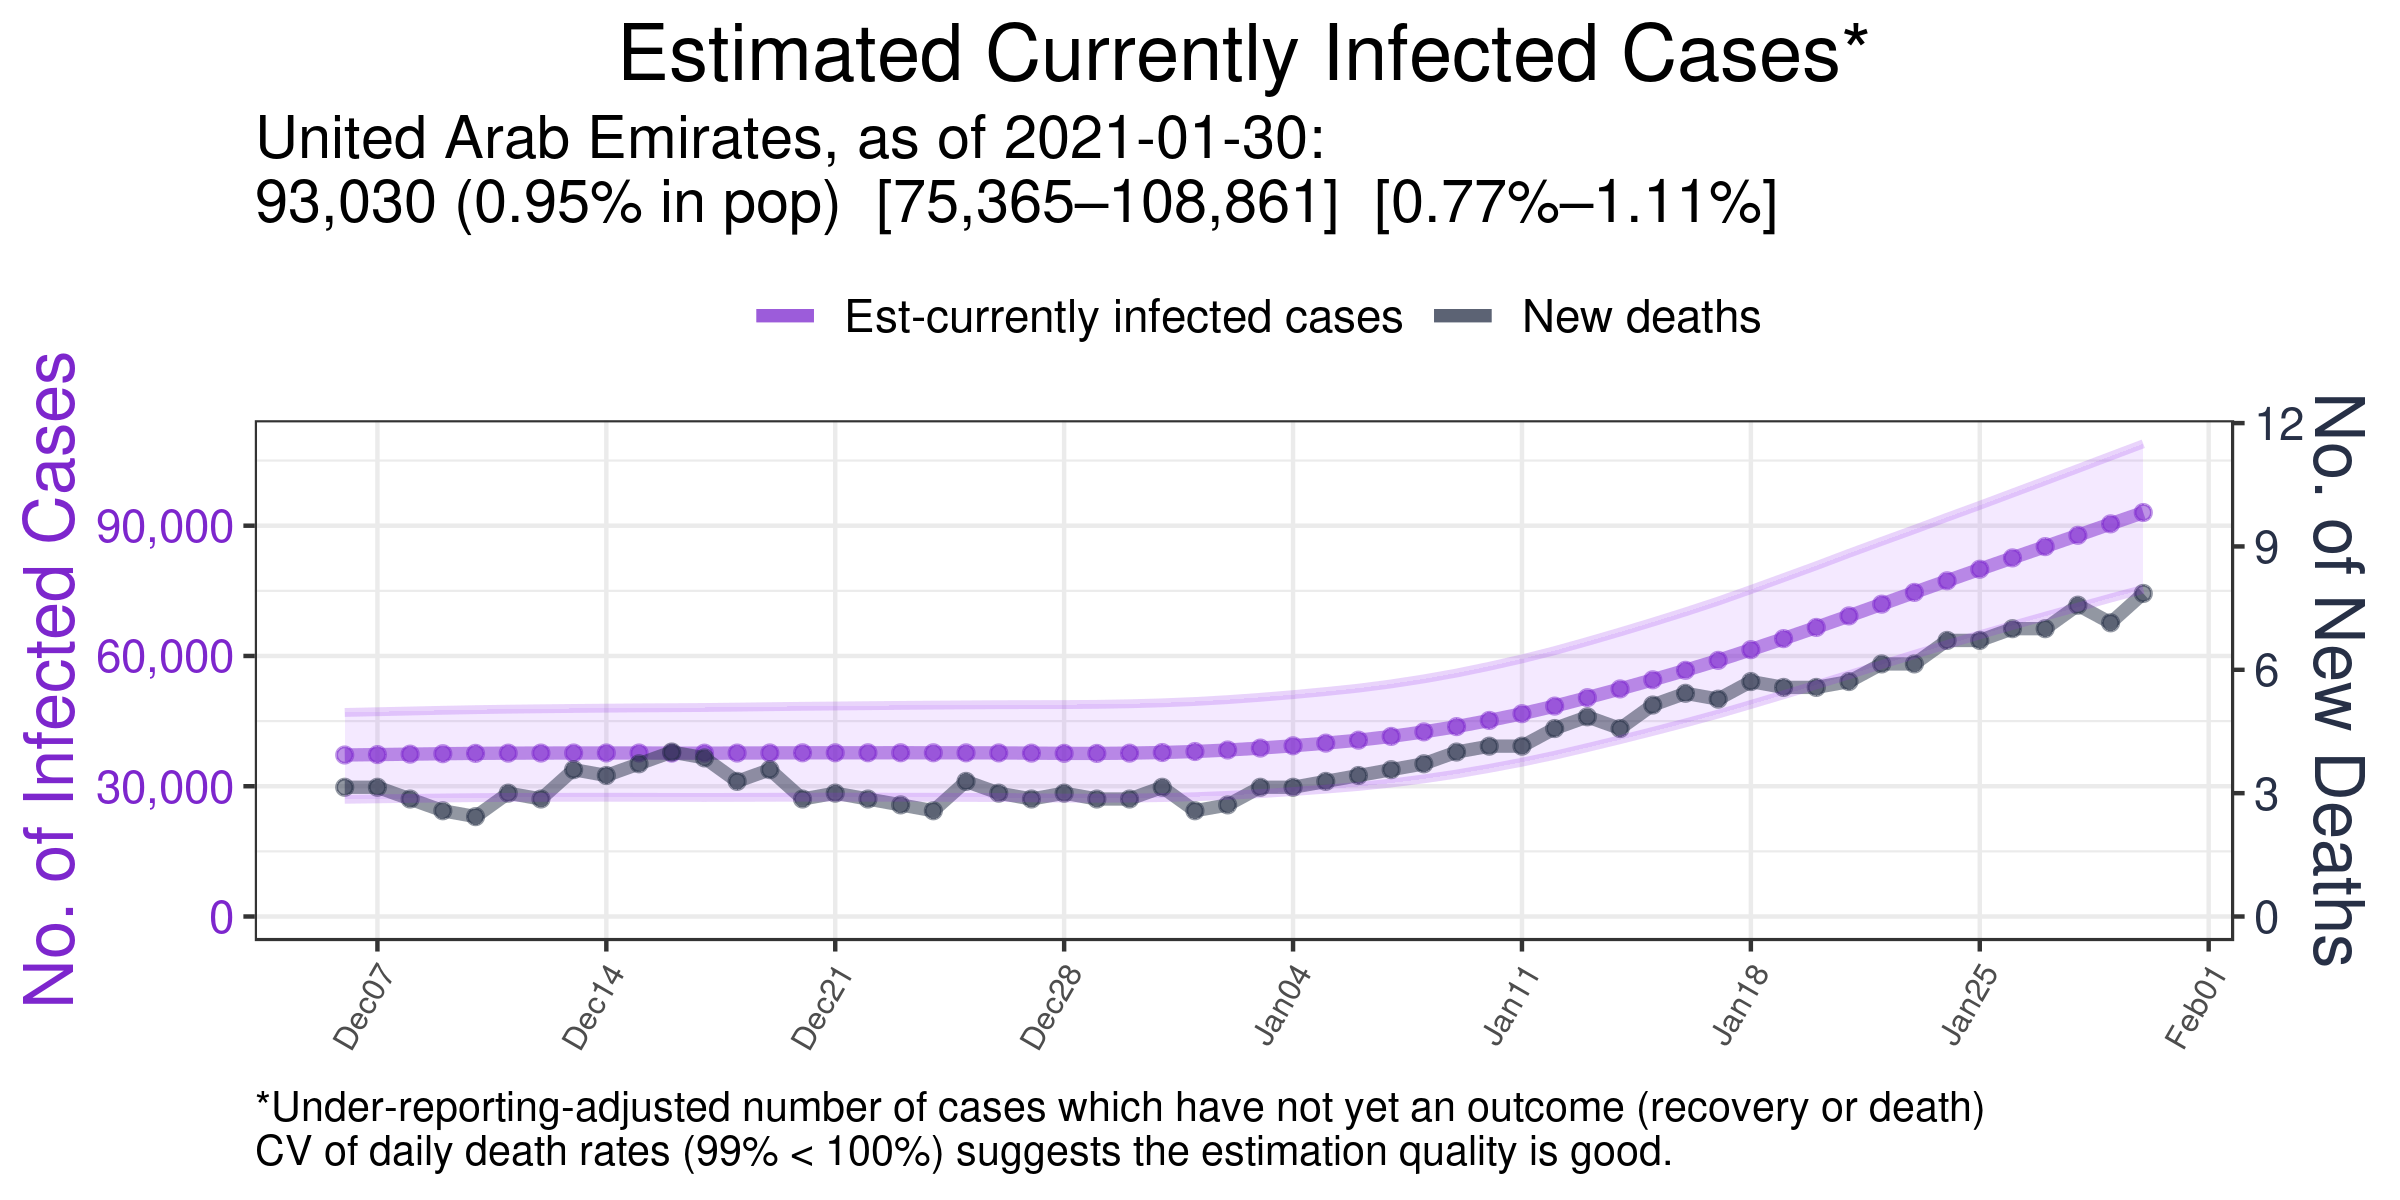 Estimated Currently Infected Cases*
United Arab Emirates, as of 2021-01-30:
93,030 (0.95% in pop)  [75,365–108,861]  [0.77%–1.11%]
Est-currently infected cases
New deaths
No. of Infected Cases
90,000
60,000
30,000
0
12
9
6
3
0
No. of New Deaths
Dec07
Dec14
Dec21
Dec28
Jan04
Jan11
Jan18
Jan25
Feb01
*Under-reporting-adjusted number of cases which have not yet an outcome (recovery or death)
CV of daily death rates (99% < 100%) suggests the estimation quality is good.